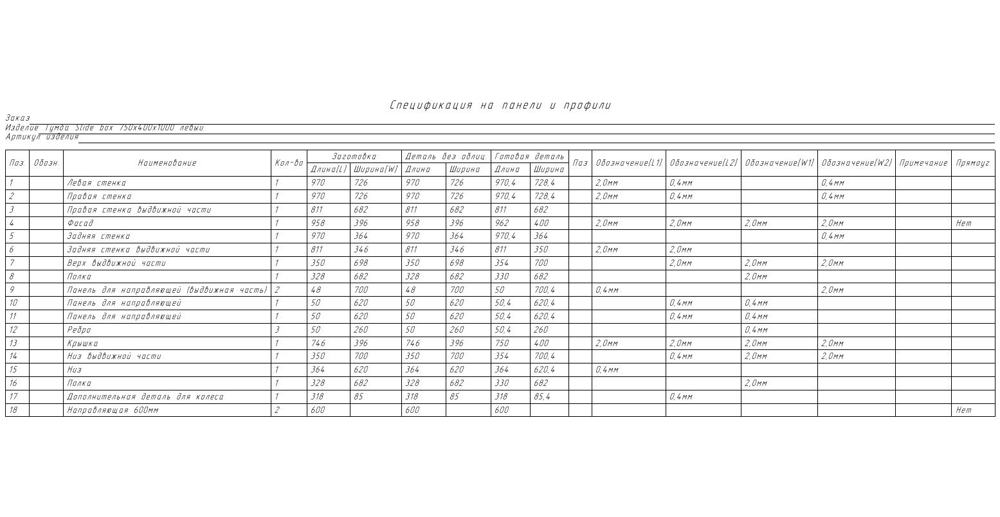 Спецификация на панели и профили
Заказ
Изделие Тумба Slide box 750х400х1000 левый
Артикул изделия
Поз. Обозн. Наименование Кол-во Заготовка Деталь без облиц. Готовая деталь Паз Обозначение(L1) Обозначение(L2) Обозначение(W1) Обозначение(W2) Примечание Прямоуг.
Длина(L) Ширина(W) Длина Ширина Длина Ширина
1 Левая стенка 1 970 726 970 726 970,4 728,4 2,0мм 0,4мм 0,4мм
2 Правая стенка 1 970 726 970 726 970,4 728,4 2,0мм 0,4мм 0,4мм
3 Правая стенка выдвижной части 1 811 682 811 682 811 682
4 Фасад 1 958 396 958 396 962 400 2,0мм 2,0мм 2,0мм 2,0мм Нет
5 Задняя стенка 1 970 364 970 364 970,4 364 0,4мм
6 Задняя стенка выдвижной части 1 811 346 811 346 811 350 2,0мм 2,0мм
7 Верх выдвижной части 1 350 698 350 698 354 700 2,0мм 2,0мм 2,0мм
8 Полка 1 328 682 328 682 330 682 2,0мм
9 Панель для направляющей (выдвижная часть) 2 48 700 48 700 50 700,4 0,4мм 2,0мм
10 Панель для направляющей 1 50 620 50 620 50,4 620,4 0,4мм 0,4мм
11 Панель для направляющей 1 50 620 50 620 50,4 620,4 0,4мм 0,4мм
12 Ребро 3 50 260 50 260 50,4 260 0,4мм
13 Крышка 1 746 396 746 396 750 400 2,0мм 2,0мм 2,0мм 2,0мм
14 Низ выдвижной части 1 350 700 350 700 354 700,4 0,4мм 2,0мм 2,0мм
15 Низ 1 364 620 364 620 364 620,4 0,4мм
16 Полка 1 328 682 328 682 330 682 2,0мм
17 Дополнительная деталь для колеса 1 318 85 318 85 318 85,4 0,4мм
18 Направляющая 600мм 2 600 600 600 Нет